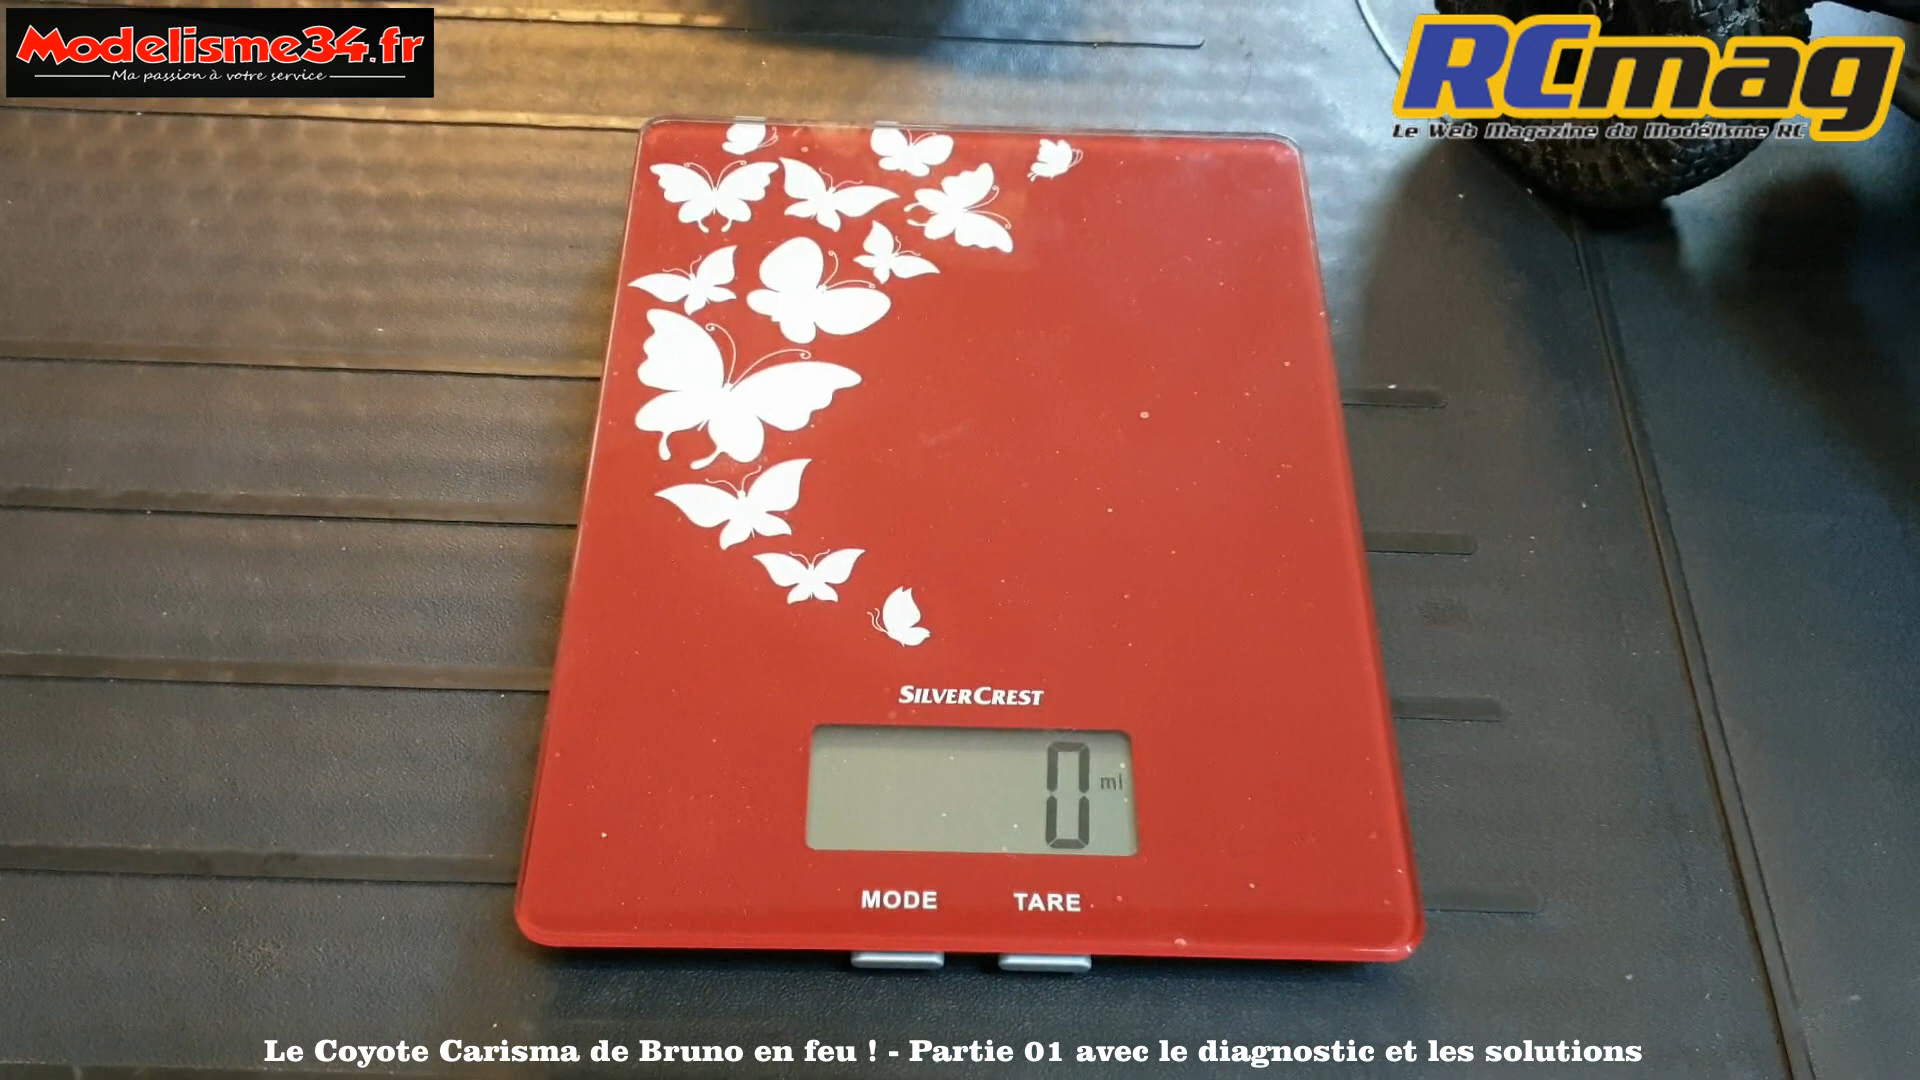 Modelisme34.fr
Ma passion à votre service
RCmag
Le Web Magazine du Modélisme RC
SILVERCREST
0 ml
MODE TARE
Le Coyote Carisma de Bruno en feu ! - Partie 01 avec le diagnostic et les solutions